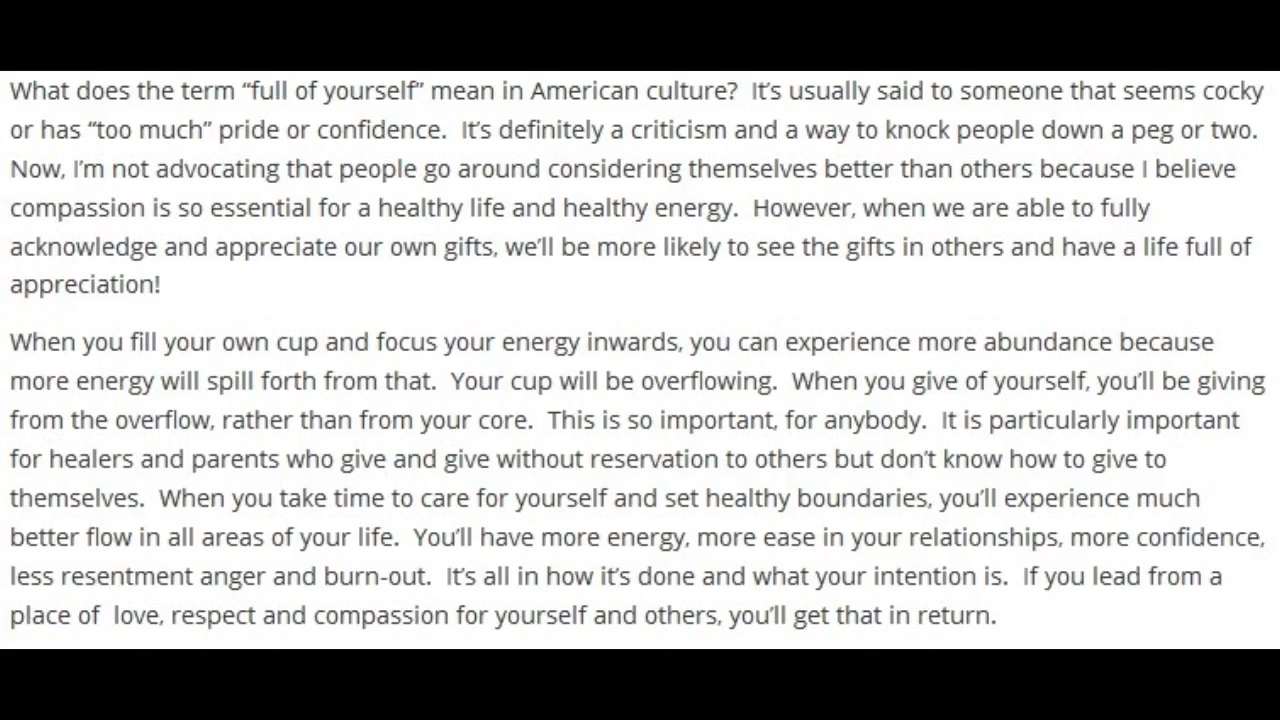 What does the term “full of yourself” mean in American culture?  It’s usually said to someone that seems cocky
or has “too much” pride or confidence.  It’s definitely a criticism and a way to knock people down a peg or two.
Now, I’m not advocating that people go around considering themselves better than others because I believe
compassion is so essential for a healthy life and healthy energy.  However, when we are able to fully
acknowledge and appreciate our own gifts, we’ll be more likely to see the gifts in others and have a life full of
appreciation!
When you fill your own cup and focus your energy inwards, you can experience more abundance because
more energy will spill forth from that.  Your cup will be overflowing.  When you give of yourself, you’ll be giving
from the overflow, rather than from your core.  This is so important, for anybody.  It is particularly important
for healers and parents who give and give without reservation to others but don’t know how to give to
themselves.  When you take time to care for yourself and set healthy boundaries, you’ll experience much
better flow in all areas of your life.  You’ll have more energy, more ease in your relationships, more confidence,
less resentment anger and burn-out.  It’s all in how it’s done and what your intention is.  If you lead from a
place of  love, respect and compassion for yourself and others, you’ll get that in return.